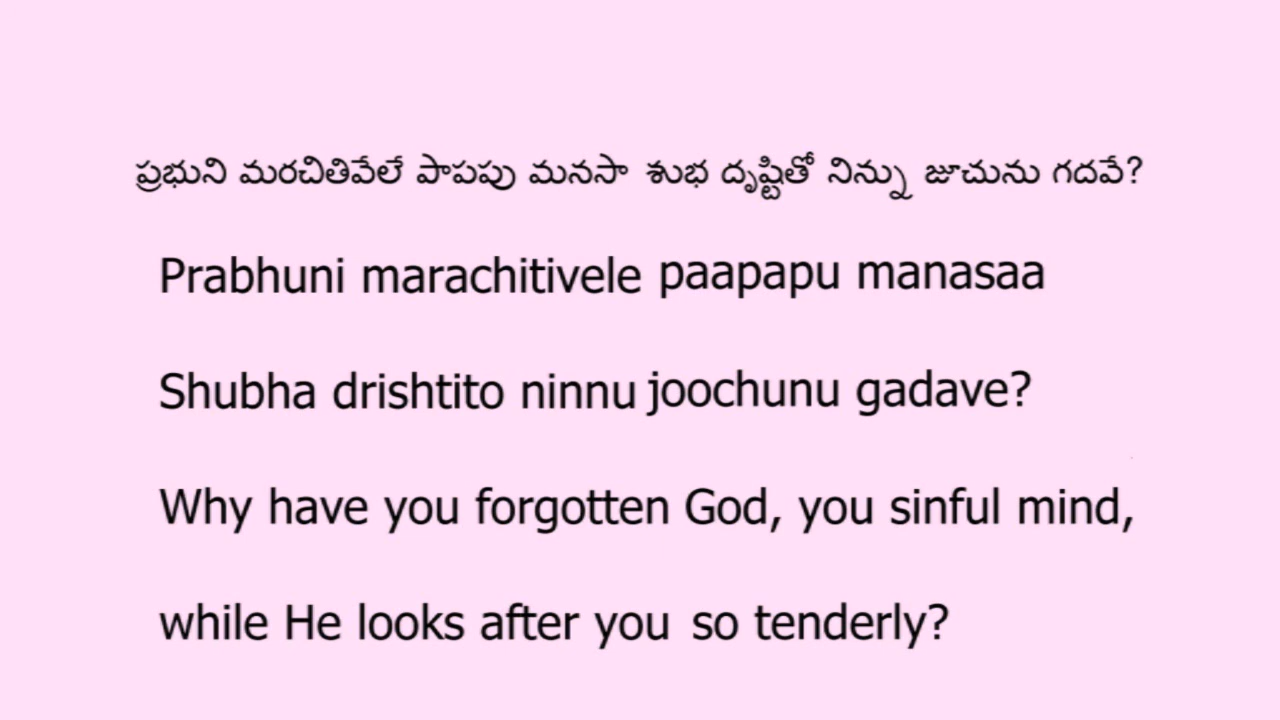 ప్రభుని మరచితివేలే పాపపు మనసా శుభ దృష్టితో నిన్ను జూచును గదవే?
Prabhuni marachitivele paapapu manasaa
Shubha drishtito ninnu joochunu gadave?
Why have you forgotten God, you sinful mind,
while He looks after you so tenderly?